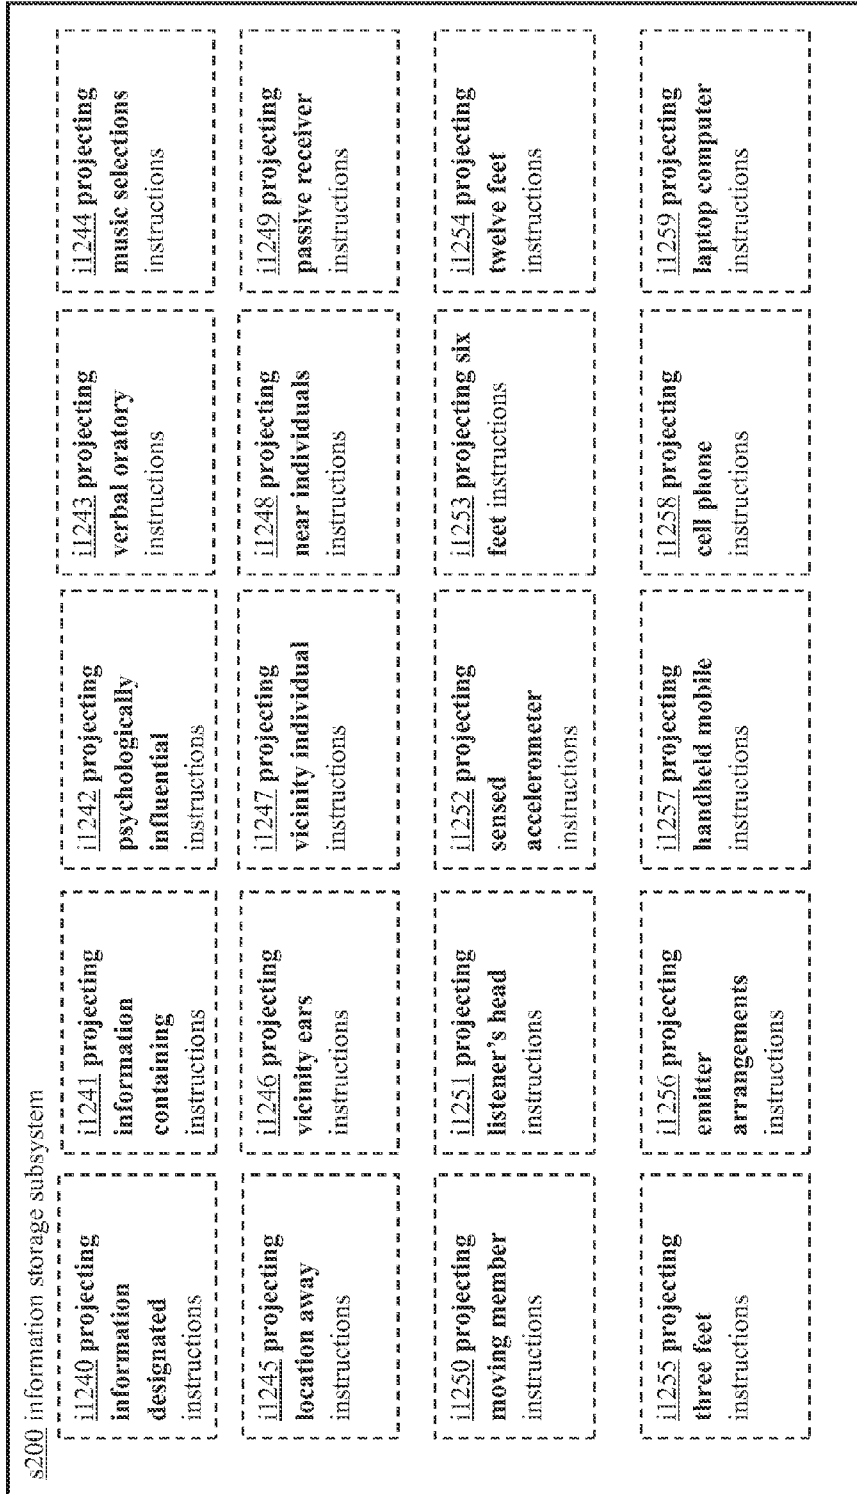 s200 information storage subsystem
i1240 projecting
information
designated
instructions
i1241 projecting
information
containing
instructions
i1242 projecting
psychologically
influential
instructions
i1243 projecting
verbal oratory
instructions
i1244 projecting
music selections
instructions
i1245 projecting
location away
instructions
i1246 projecting
vicinity ears
instructions
i1247 projecting
vicinity individual
instructions
i1248 projecting
near individuals
instructions
i1249 projecting
passive receiver
instructions
i1250 projecting
moving member
instructions
i1251 projecting
listener's head
instructions
i1252 projecting
sensed
accelerometer
instructions
i1253 projecting six
feet instructions
i1254 projecting
twelve feet
instructions
i1255 projecting
three feet
instructions
i1256 projecting
emitter
arrangements
instructions
i1257 projecting
handheld mobile
instructions
i1258 projecting
cell phone
instructions
i1259 projecting
laptop computer
instructions